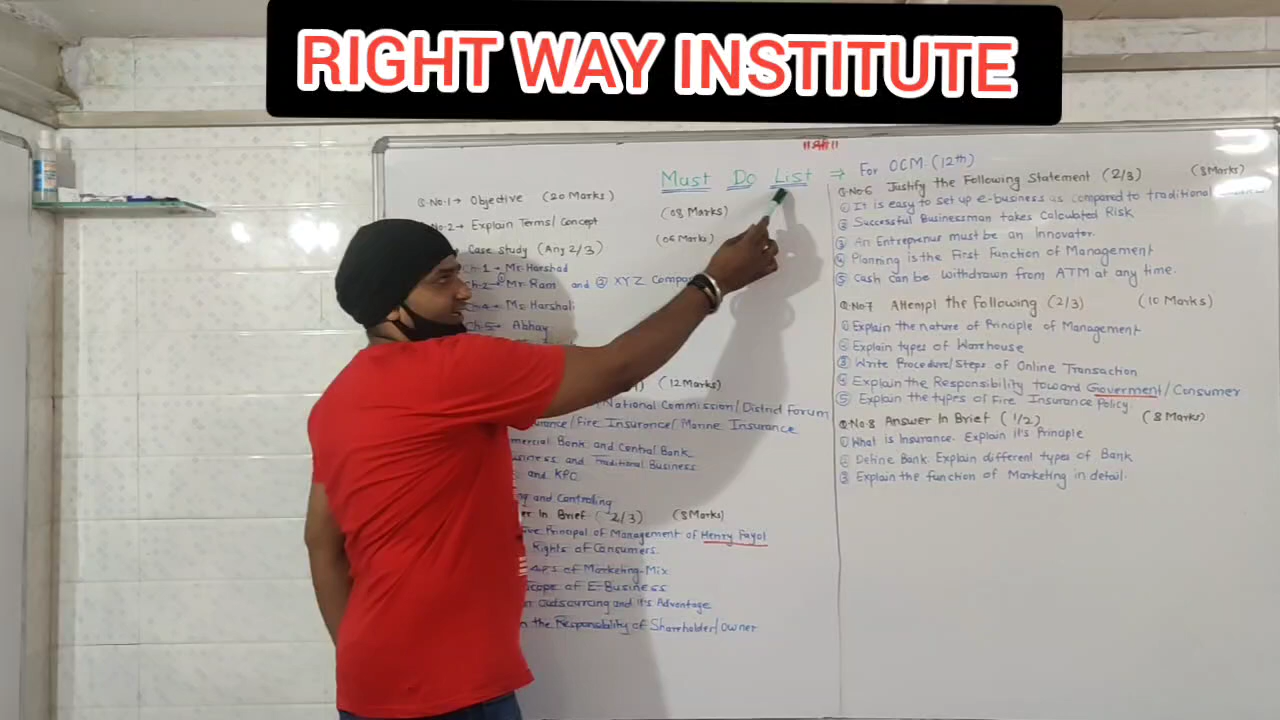 RIGHT WAY INSTITUTE
॥श्री॥
Must Do List ⇒ For OCM (12th)
Q.No:1→ Objective (20 Marks)
No:2→ Explain Terms/Concept (08 Marks)
Case study (Any 2/3) (06 Marks)
Ch-1→ Mr. Harshad
Ch-2→① Mr. Ram and ② XYZ
Ch-4→ Ms. Harshali
Ch-5→ Abhay
(12 Marks)
National Commission/District Forum
/Fire Insurance/Marine Insurance
Bank and Central Bank
and Traditional Business
and KPO
and Controling
In Brief (2/3) (8 Marks)
Principal of Management of Henry Fayol
Rights of Consumers.
4P's of Marketing-Mix
of E-Business
outsourcing and it's Advantage
the Responsability of Shareholder/Owner
Q.No:6 Justify the Following Statement (2/3) (8 Marks)
① It is easy to set up e-business as compared to traditional
② Successful Businessman takes Calculated Risk
③ An Entreprenus must be an Innovator.
④ Planning is the First Function of Management
⑤ Cash can be withdrawn from ATM at any time.
Q.No:7 Attempt the Following (2/3) (10 Marks)
① Explain the nature of Principle of Management
② Explain types of Warehouse
③ Write Procedure/Steps of Online Transaction
④ Explain the Responsibility toward Goverment/Consumer
⑤ Explain the types of Fire Insurance Policy.
Q.No:8 Answer In Brief (1/2) (8 Marks)
① What is Insurance. Explain it's Principle
② Define Bank. Explain different types of Bank
③ Explain the function of Marketing in detail.